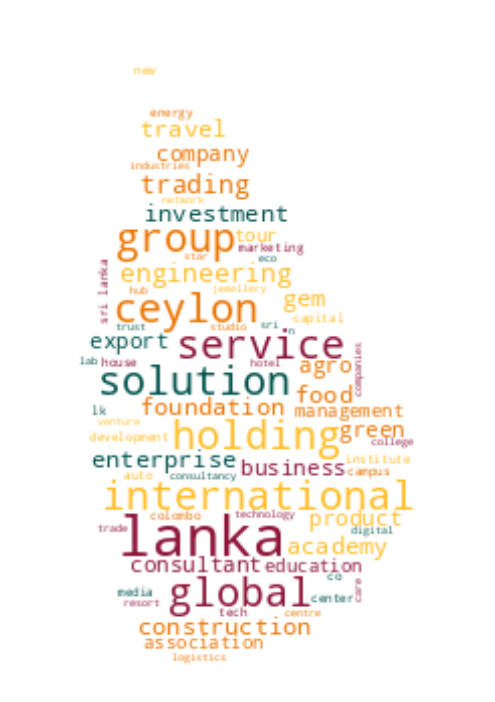 new
energy
travel
company
industries
trading
network
investment
group tour
marketing
star eco
sri lanka
engineering
hub jewellery
ceylon gem
capital
trust studio sri n
export service
lab house hotel agro companies
solution food
lk foundation management
venture holding green
development college
enterprise business institute
auto consultancy campus
international
colombo technology product
trade lanka digital
academy
consultant education
co
media global center care
resort
tech centre
construction
association
logistics